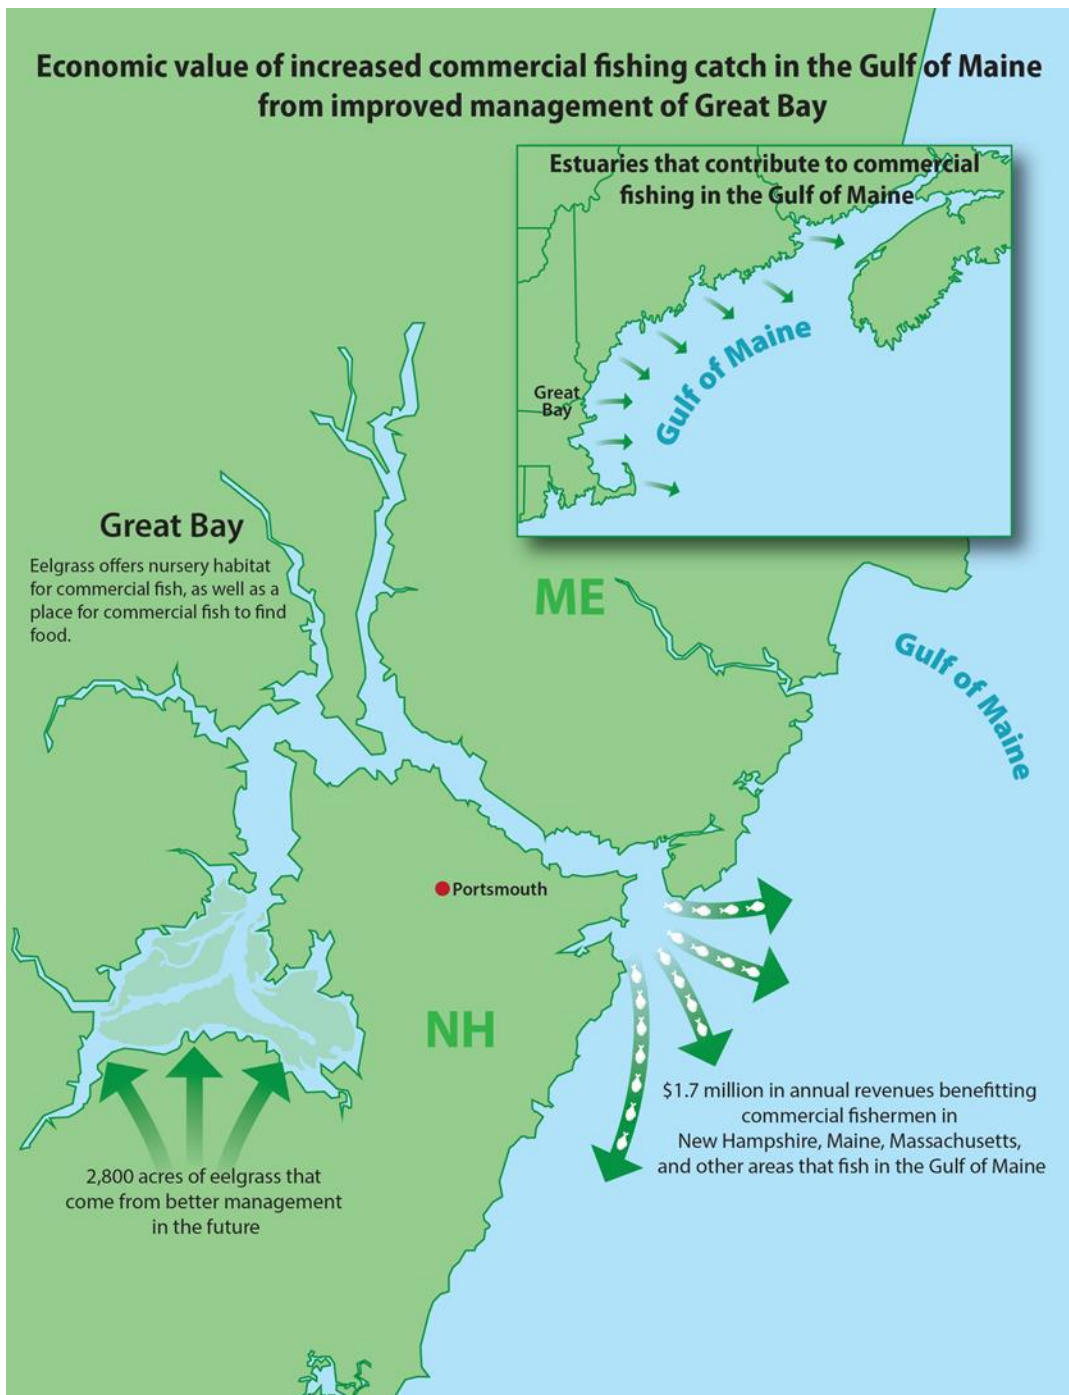 Economic value of increased commercial fishing catch in the Gulf of Maine
from improved management of Great Bay
Estuaries that contribute to commercial
fishing in the Gulf of Maine
Gulf of Maine
Great
Bay
Great Bay
Eelgrass offers nursery habitat
for commercial fish, as well as a
place for commercial fish to find
food.
ME
Gulf of Maine
Portsmouth
NH
$1.7 million in annual revenues benefitting
commercial fishermen in
New Hampshire, Maine, Massachusetts,
and other areas that fish in the Gulf of Maine
2,800 acres of eelgrass that
come from better management
in the future